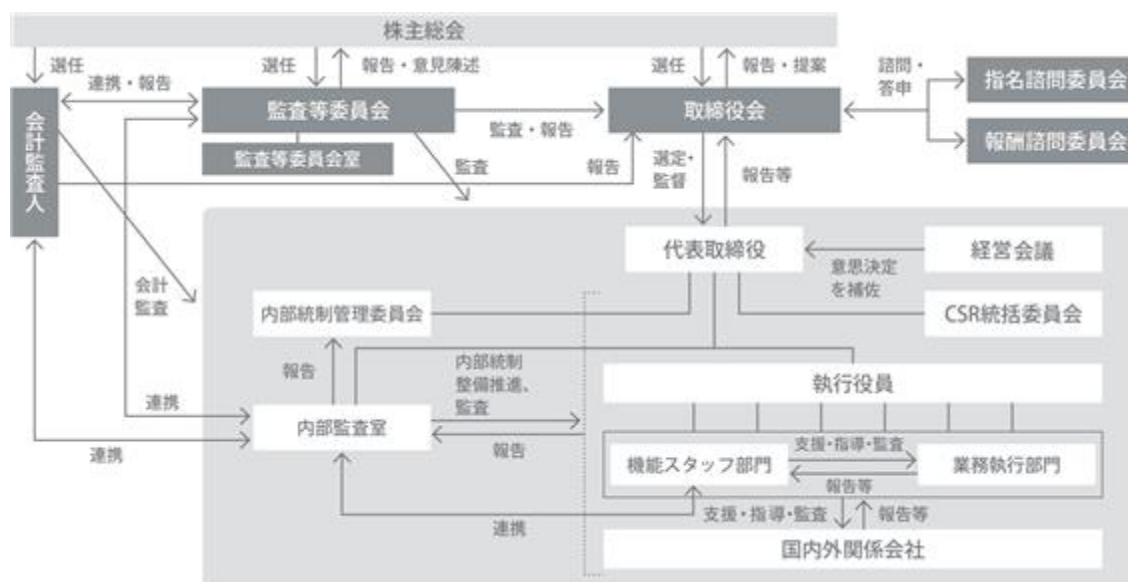 株主総会
選任
選任
報告・意見陳述
選任
報告・提案
諮問・
答申
指名諮問委員会
連携・報告
会計監査人
監査等委員会
取締役会
監査・報告
報酬諮問委員会
監査等委員会室
監査
報告
選定・
監督
報告等
代表取締役
経営会議
意思決定
を補佐
会計
監査
内部統制管理委員会
CSR統括委員会
報告
内部統制
整備推進、
監査
執行役員
連携
内部監査室
連携
報告
支援・指導・監査
機能スタッフ部門
業務執行部門
報告等
連携
支援・指導・監査
報告等
国内外関係会社